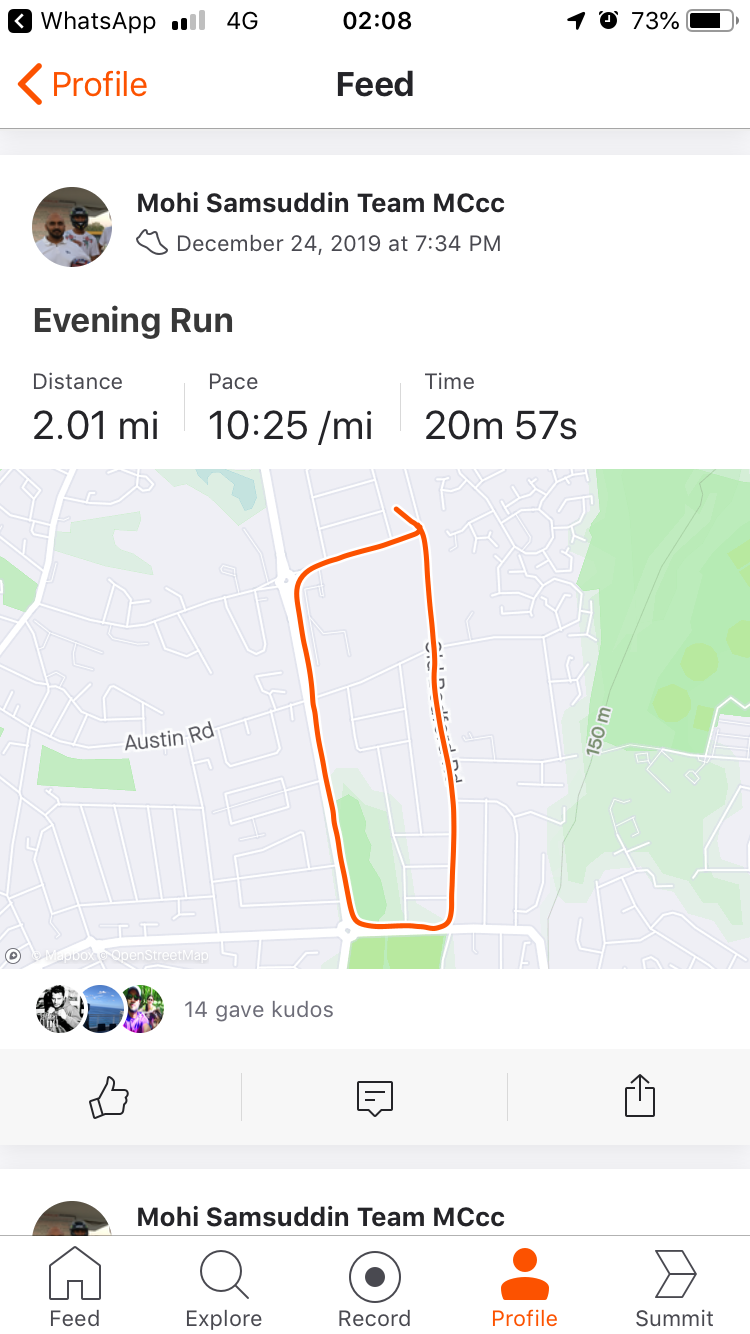 WhatsApp 4G 02:08 73%
Profile Feed
Mohi Samsuddin Team MCcc
December 24, 2019 at 7:34 PM
Evening Run
Distance Pace Time
2.01 mi 10:25 /mi 20m 57s
Old Bedford Rd
Austin Rd
150 m
© Mapbox © OpenStreetMap
14 gave kudos
Mohi Samsuddin Team MCcc
Feed Explore Record Profile Summit